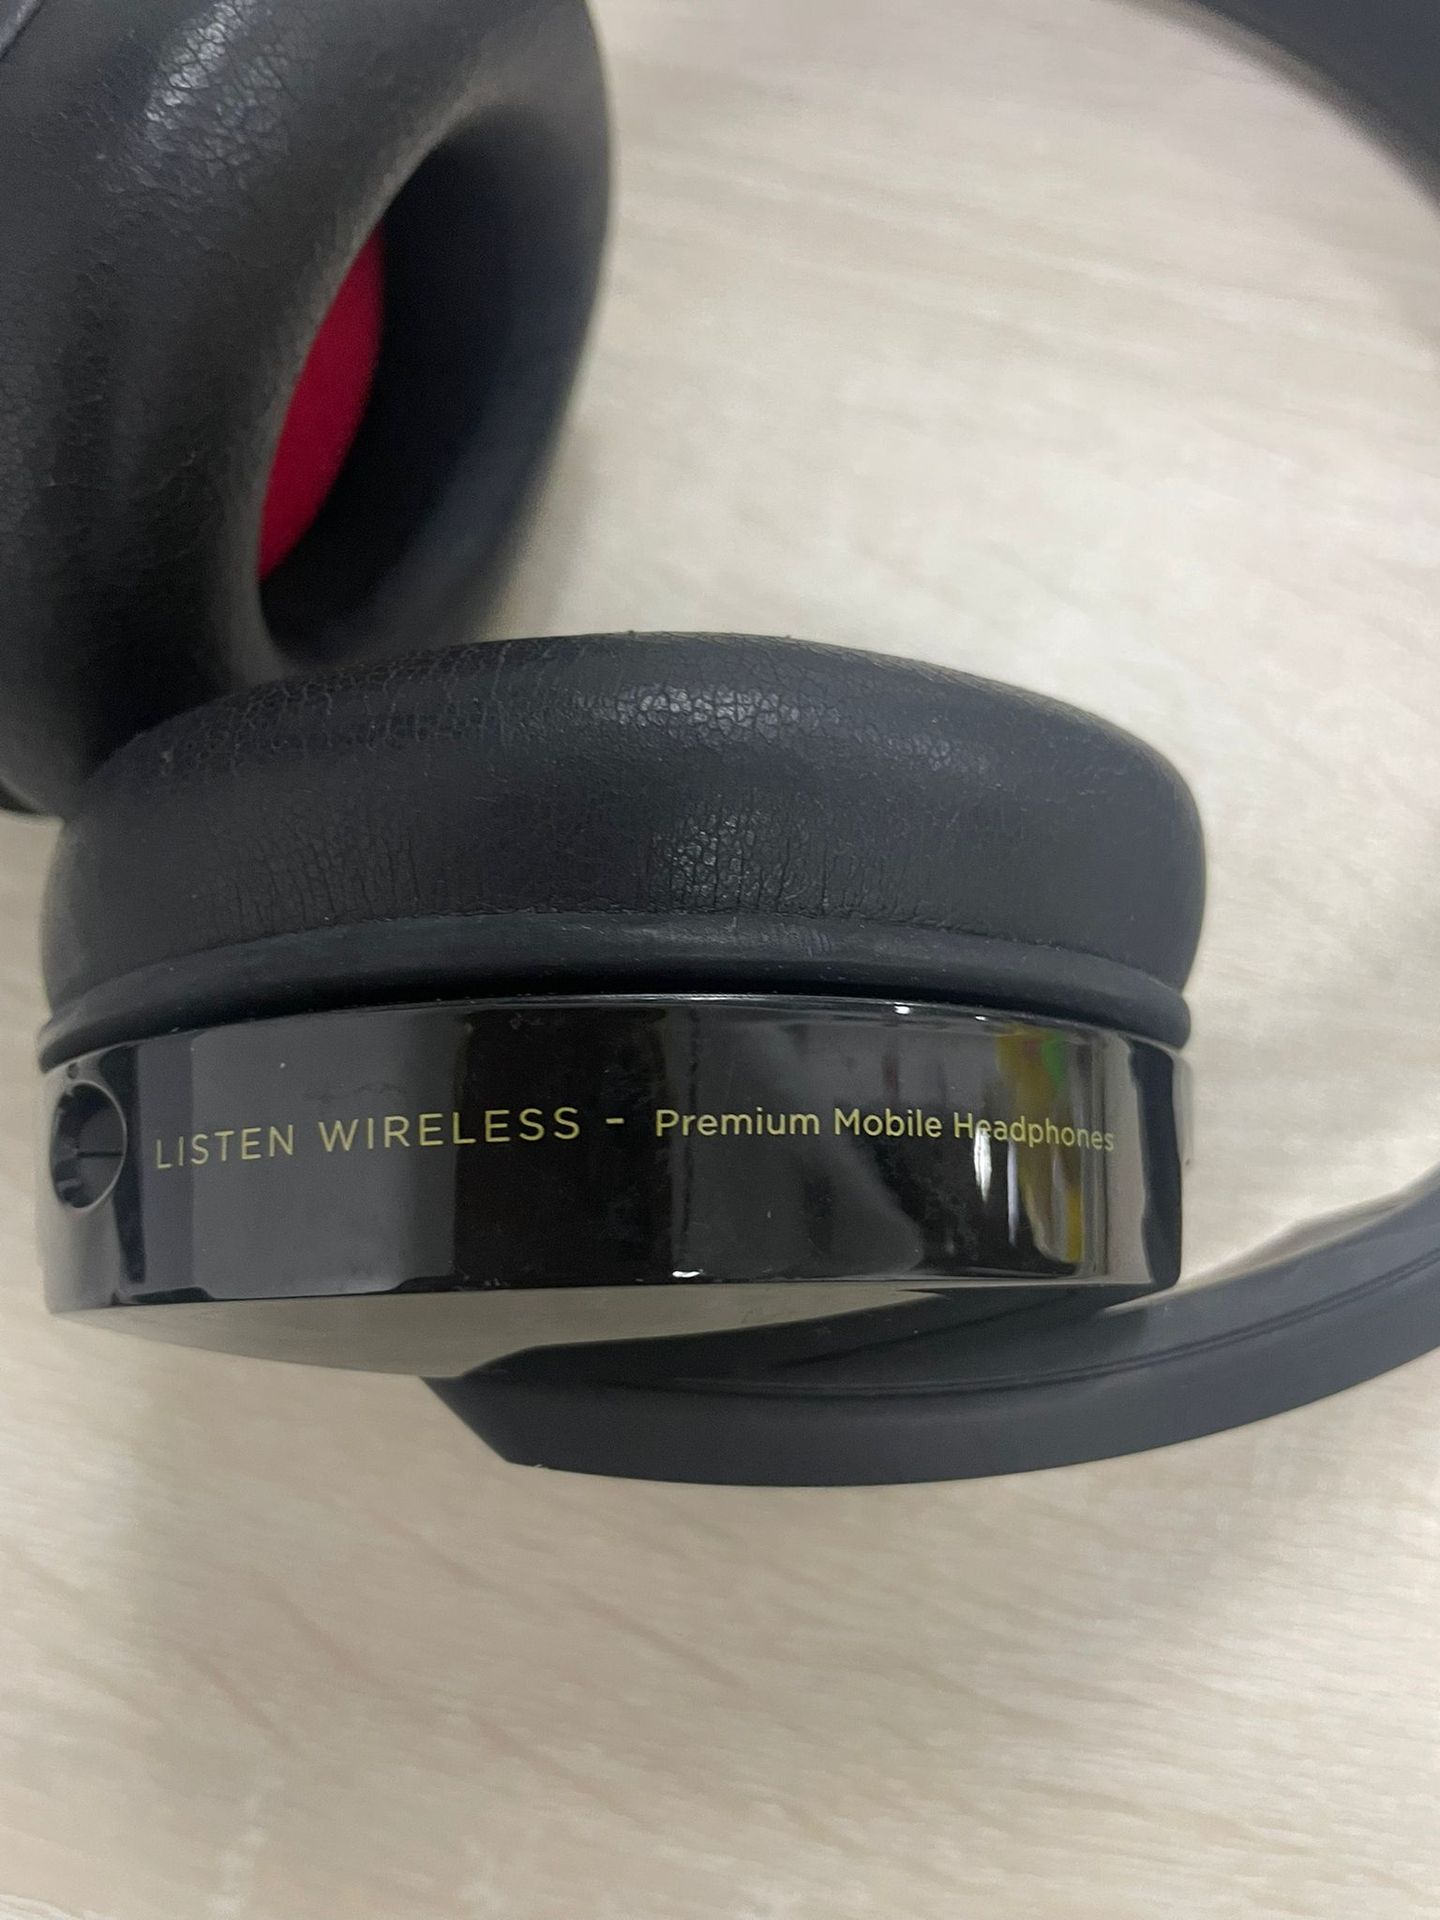 LISTEN WIRELESS - Premium Mobile Headphones